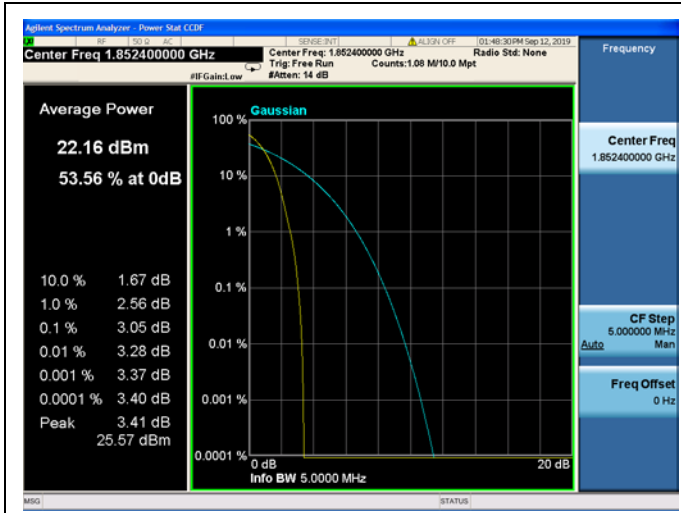 Agilent Spectrum Analyzer - Power Stat CCDF
RF 50 Ω AC SENSE:INT ALIGN OFF 01:48:30 PM Sep 12, 2019
Center Freq 1.852400000 GHz
Center Freq: 1.852400000 GHz Radio Std: None
Trig: Free Run Counts:1.08 M/10.0 Mpt
#IFGain:Low #Atten: 14 dB
Frequency
Average Power
22.16 dBm
53.56 % at 0dB
10.0 % 1.67 dB
1.0 % 2.56 dB
0.1 % 3.05 dB
0.01 % 3.28 dB
0.001 % 3.37 dB
0.0001 % 3.40 dB
Peak 3.41 dB
25.57 dBm
Gaussian
100 %
10 %
1 %
0.1 %
0.01 %
0.001 %
0.0001 %
0 dB 20 dB
Info BW 5.0000 MHz
Center Freq
1.852400000 GHz
CF Step
5.000000 MHz
Auto Man
Freq Offset
0 Hz
MSG STATUS